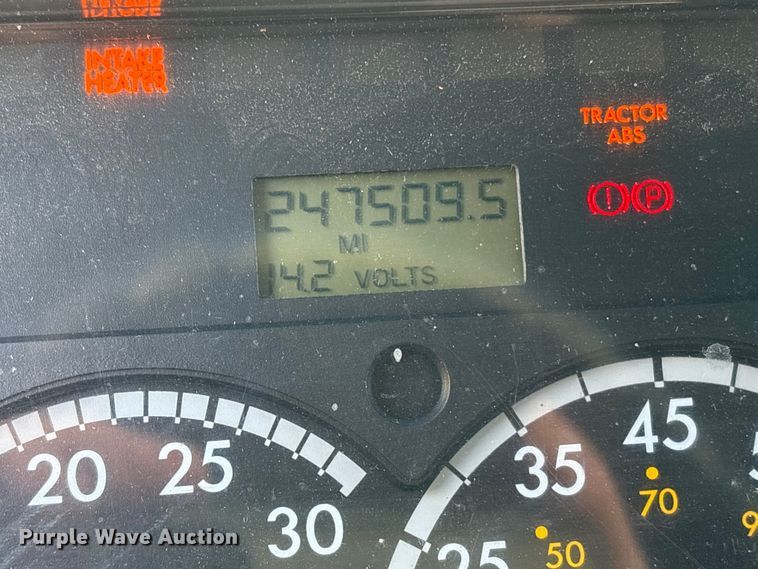 INTAKE
HEATER
TRACTOR
ABS
P
247509.5
MI
14.2 VOLTS
20 25 30
25 35 45
50 70
Purple Wave Auction